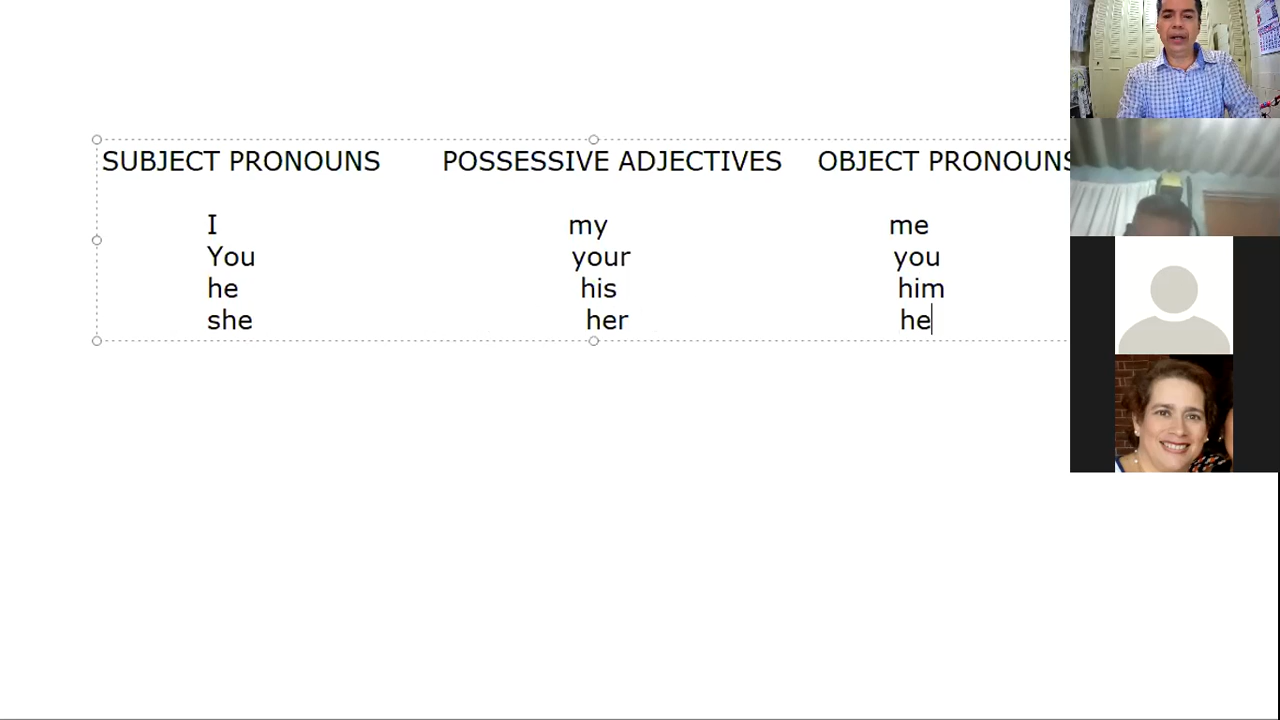 SUBJECT PRONOUNS POSSESSIVE ADJECTIVES OBJECT PRONOUNS
I my me
You your you
he his him
she her he